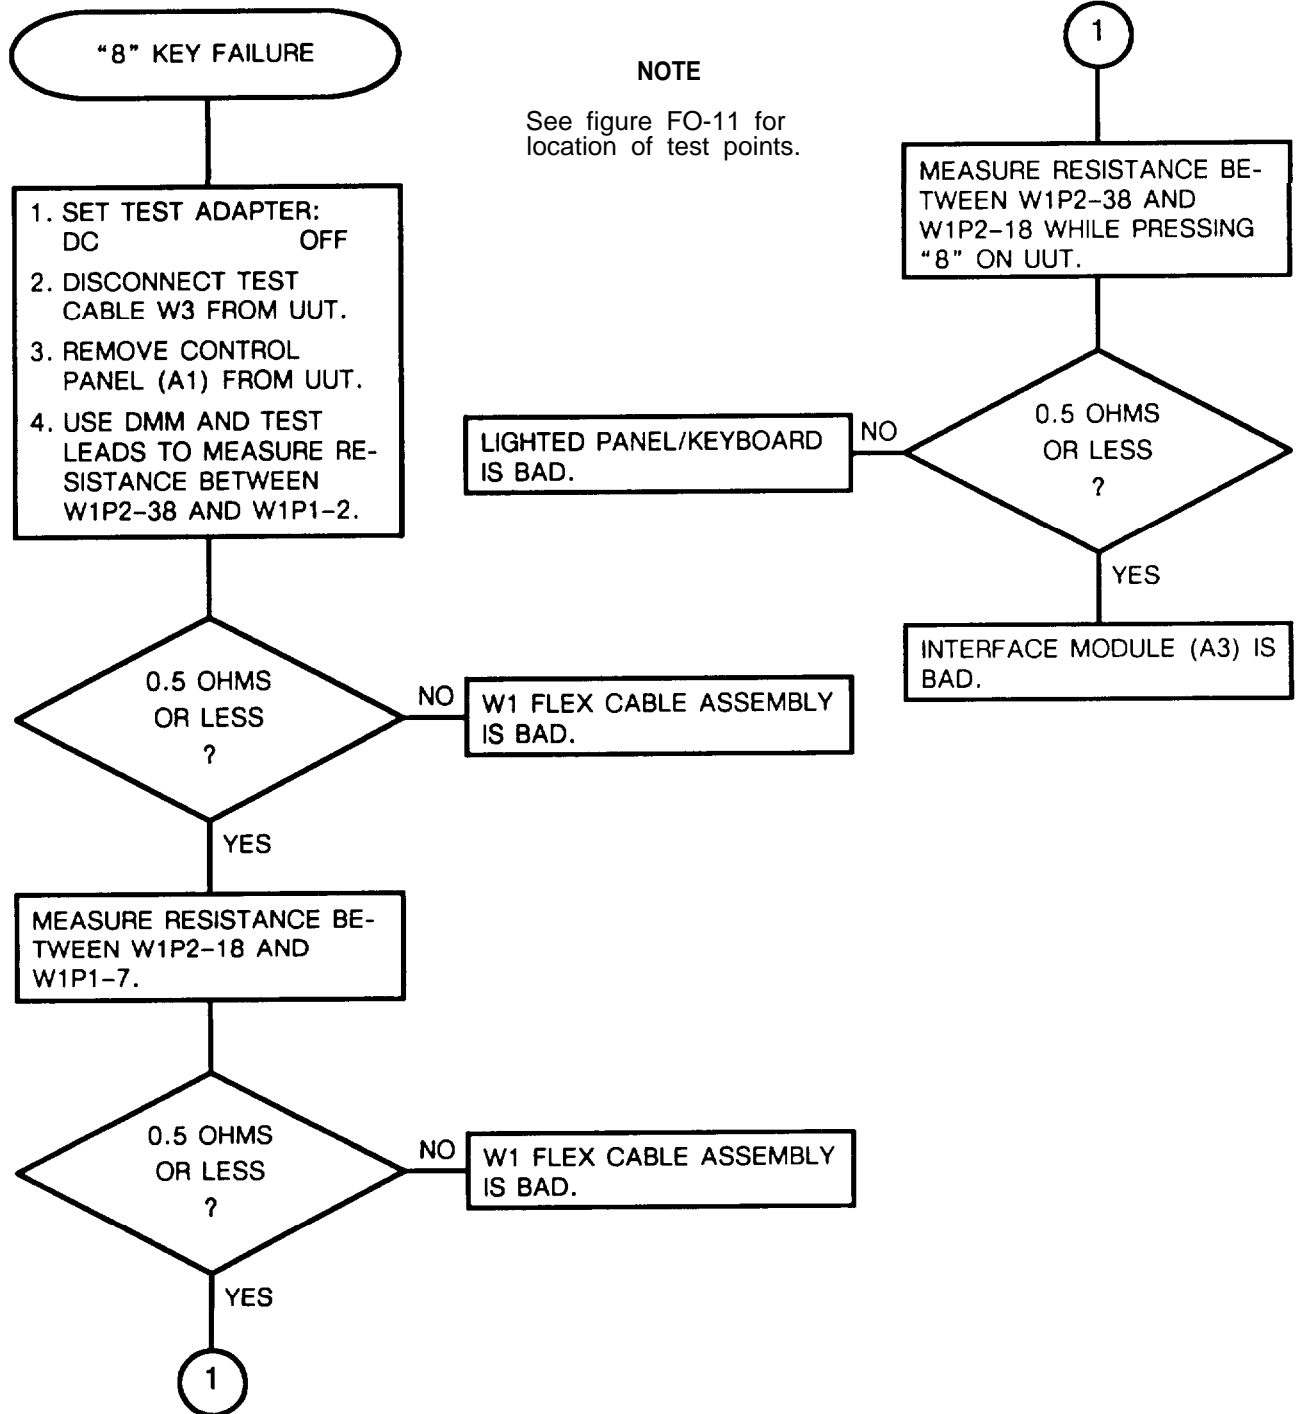 "8" KEY FAILURE
1. SET TEST ADAPTER:
DC OFF
2. DISCONNECT TEST
CABLE W3 FROM UUT.
3. REMOVE CONTROL
PANEL (A1) FROM UUT.
4. USE DMM AND TEST
LEADS TO MEASURE RE-
SISTANCE BETWEEN
W1P2-38 AND W1P1-2.
0.5 OHMS
OR LESS
?
NO
W1 FLEX CABLE ASSEMBLY
IS BAD.
YES
MEASURE RESISTANCE BE-
TWEEN W1P2-18 AND
W1P1-7.
0.5 OHMS
OR LESS
?
NO
W1 FLEX CABLE ASSEMBLY
IS BAD.
YES
1
NOTE
See figure FO-11 for
location of test points.
1
MEASURE RESISTANCE BE-
TWEEN W1P2-38 AND
W1P2-18 WHILE PRESSING
"8" ON UUT.
0.5 OHMS
OR LESS
?
NO
LIGHTED PANEL/KEYBOARD
IS BAD.
YES
INTERFACE MODULE (A3) IS
BAD.